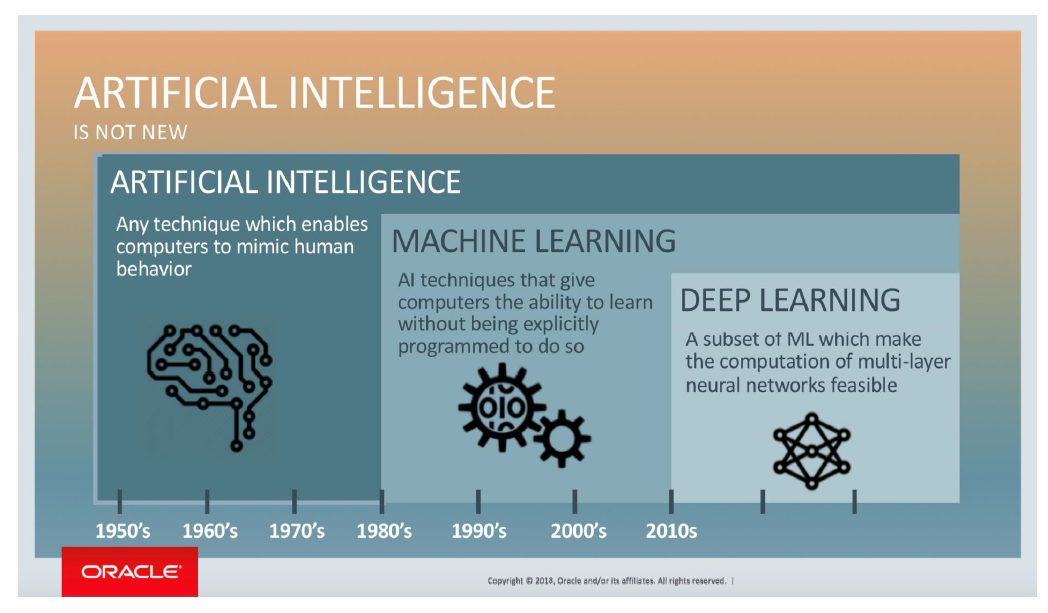 ARTIFICIAL INTELLIGENCE
IS NOT NEW
ARTIFICIAL INTELLIGENCE
Any technique which enables
computers to mimic human
behavior
MACHINE LEARNING
AI techniques that give
computers the ability to learn
without being explicitly
programmed to do so
DEEP LEARNING
A subset of ML which make
the computation of multi-layer
neural networks feasible
1950's 1960's 1970's 1980's 1990's 2000's 2010s
ORACLE
Copyright © 2018, Oracle and/or its affiliates. All rights reserved. |